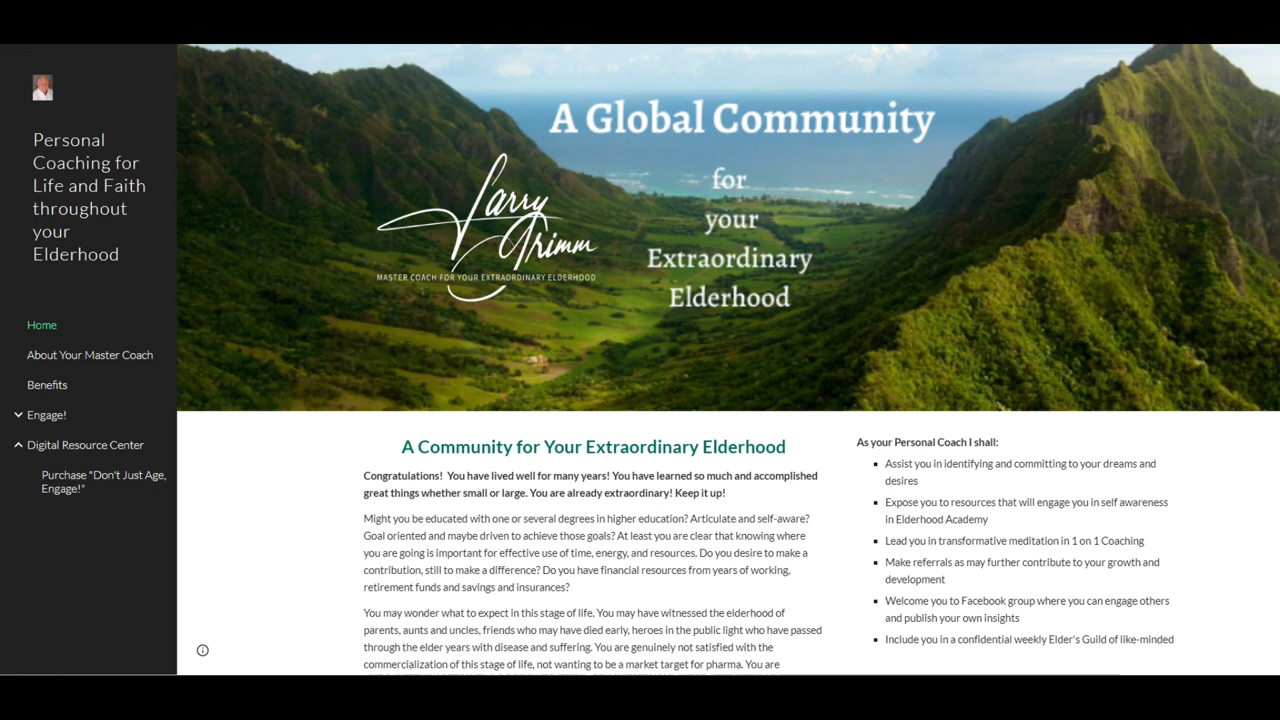 Personal
Coaching for
Life and Faith
throughout
your
Elderhood
Home
About Your Master Coach
Benefits
Engage!
Digital Resource Center
Purchase "Don't Just Age,
Engage!"
A Global Community
for
your
Extraordinary
Elderhood
Larry
Grimm
MASTER COACH FOR YOUR EXTRAORDINARY ELDERHOOD
A Community for Your Extraordinary Elderhood
Congratulations!  You have lived well for many years! You have learned so much and accomplished
great things whether small or large. You are already extraordinary! Keep it up!
Might you be educated with one or several degrees in higher education? Articulate and self-aware?
Goal oriented and maybe driven to achieve those goals? At least you are clear that knowing where
you are going is important for effective use of time, energy, and resources. Do you desire to make a
contribution, still to make a difference? Do you have financial resources from years of working,
retirement funds and savings and insurances?
You may wonder what to expect in this stage of life. You may have witnessed the elderhood of
parents, aunts and uncles, friends who may have died early, heroes in the public light who have passed
through the elder years with disease and suffering. You are genuinely not satisfied with the
commercialization of this stage of life, not wanting to be a market target for pharma. You are
As your Personal Coach I shall:
Assist you in identifying and committing to your dreams and
desires
Expose you to resources that will engage you in self awareness
in Elderhood Academy
Lead you in transformative meditation in 1 on 1 Coaching
Make referrals as may further contribute to your growth and
development
Welcome you to Facebook group where you can engage others
and publish your own insights
Include you in a confidential weekly Elder's Guild of like-minded